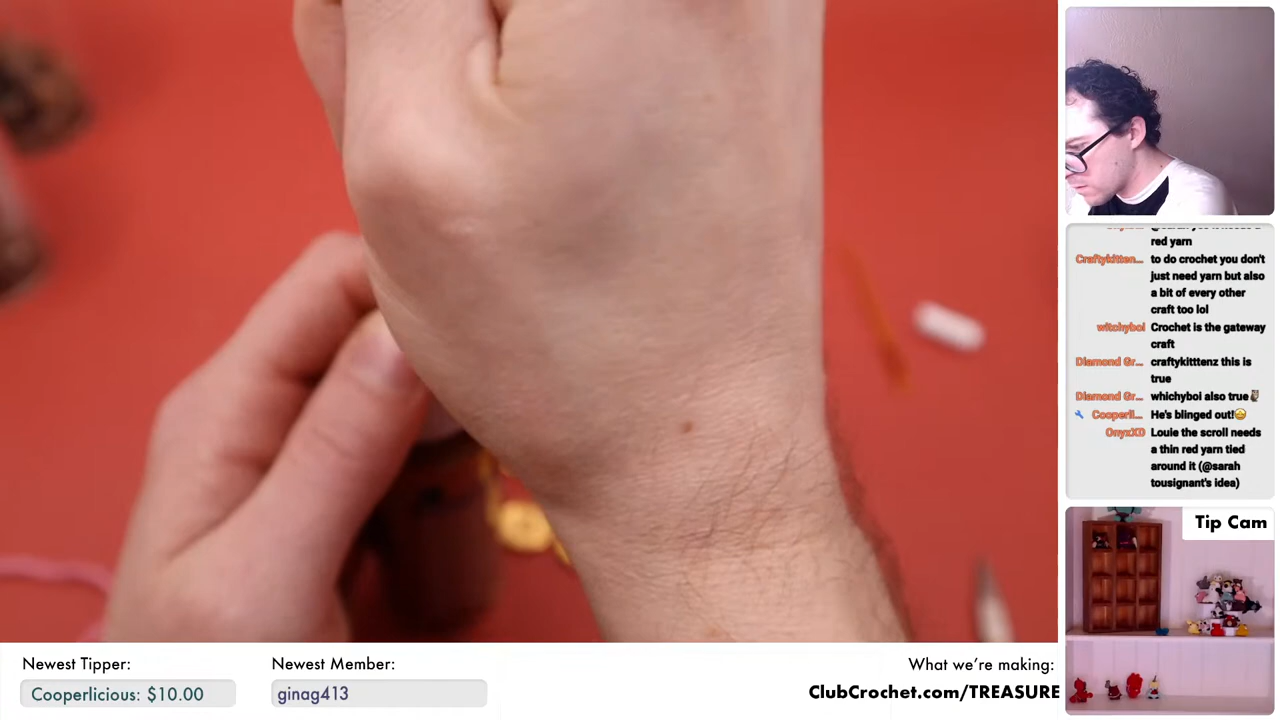 red yarn
Craftykitten... to do crochet you don't
just need yarn but also
a bit of every other
craft too lol
witchyboi Crochet is the gateway
craft
Diamond Gr... craftykitttenz this is
true
Diamond Gr... whichyboi also true
Cooperli... He's blinged out!
OnyxXD Louie the scroll needs
a thin red yarn tied
around it (@sarah
tousignant's idea)
Tip Cam
Newest Tipper:
Cooperlicious: $10.00
Newest Member:
ginag413
What we're making:
ClubCrochet.com/TREASURE